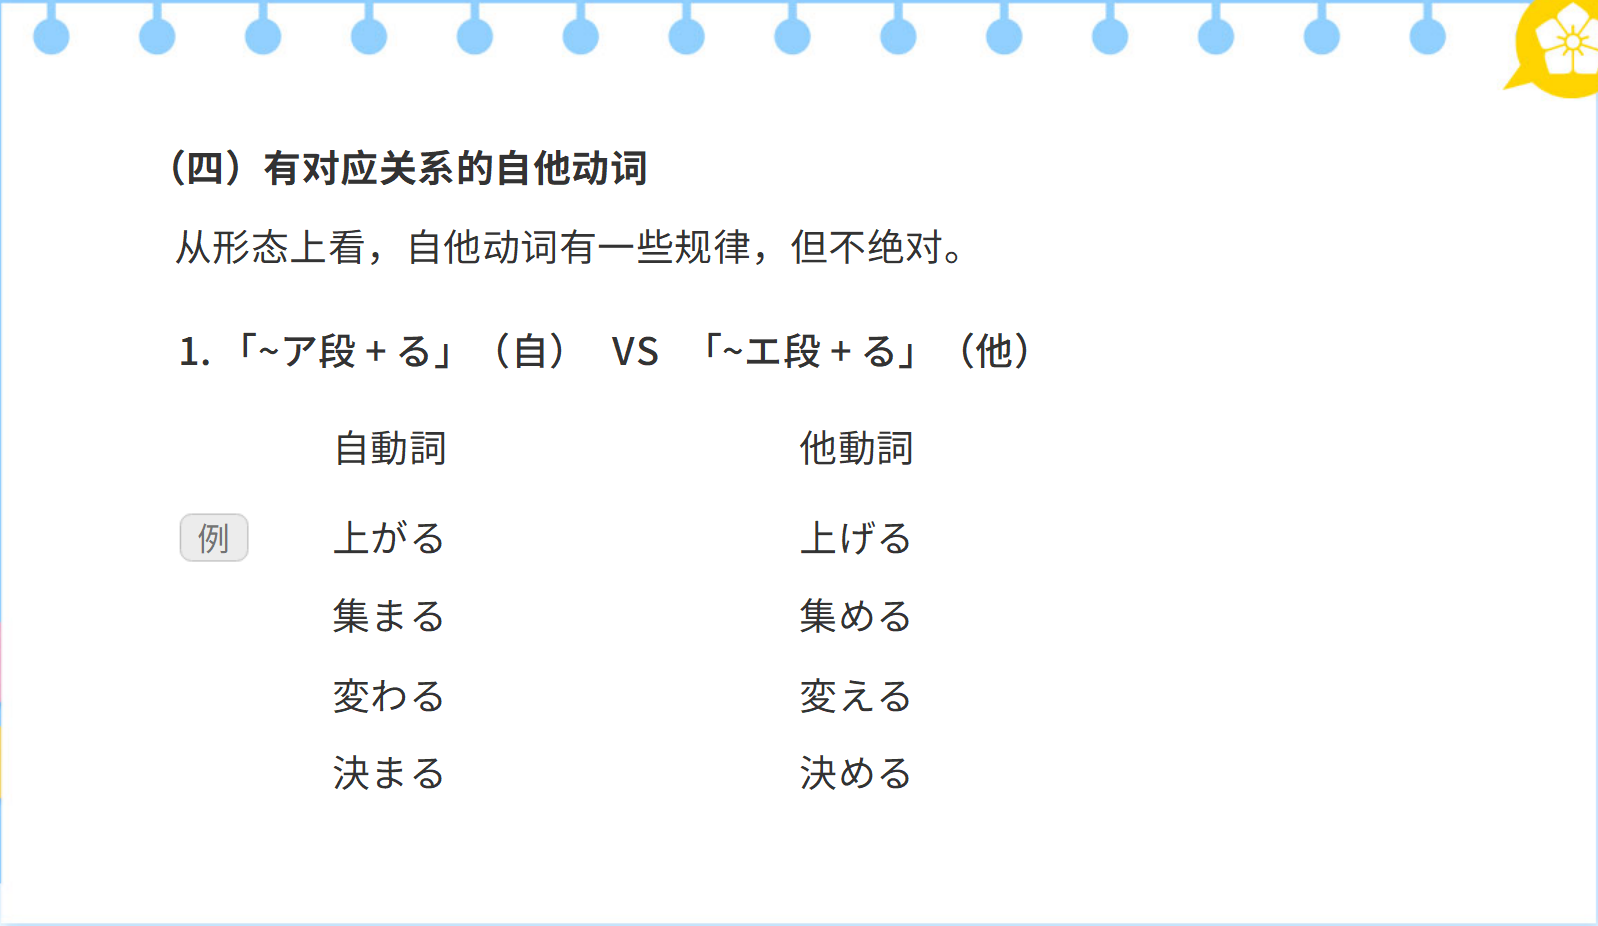 （四）有对应关系的自他动词
从形态上看，自他动词有一些规律，但不绝对。
1.「~ア段 + る」（自） VS 「~エ段 + る」（他）
自動詞 他動詞
例 上がる 上げる
集まる 集める
変わる 変える
決まる 決める